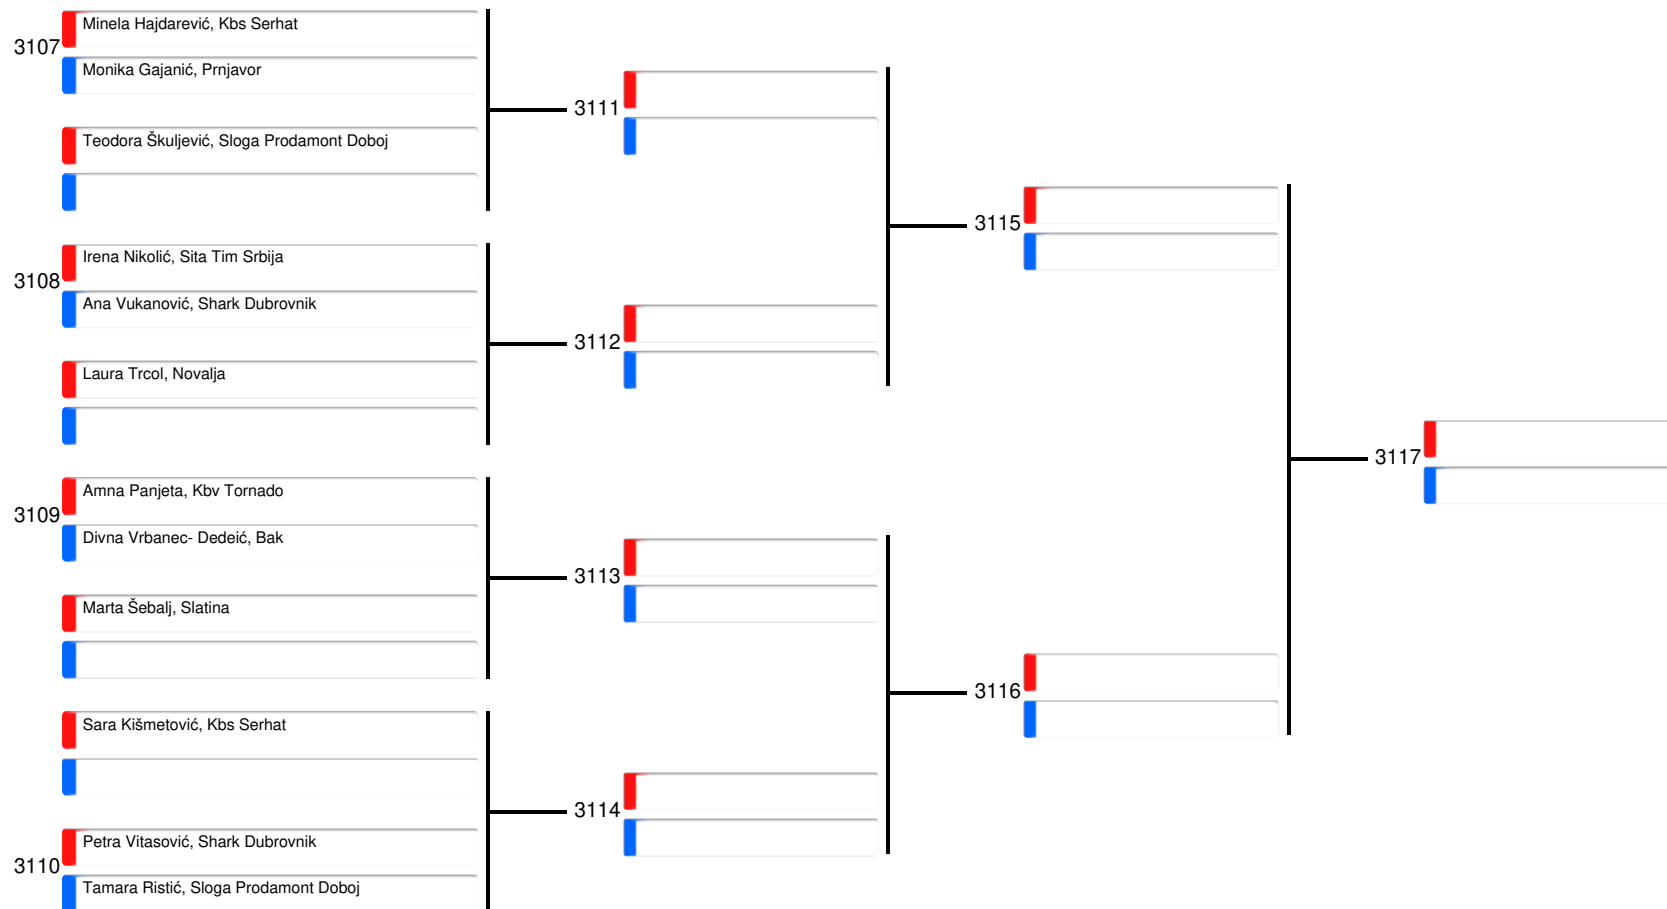 3107
Minela Hajdarević, Kbs Serhat
Monika Gajanić, Prnjavor
Teodora Škuljević, Sloga Prodamont Doboj
3108
Irena Nikolić, Sita Tim Srbija
Ana Vukanović, Shark Dubrovnik
Laura Trcol, Novalja
3109
Amna Panjeta, Kbv Tornado
Divna Vrbanec- Dedeić, Bak
Marta Šebalj, Slatina
Sara Kišmetović, Kbs Serhat
3110
Petra Vitasović, Shark Dubrovnik
Tamara Ristić, Sloga Prodamont Doboj
3111
3112
3113
3114
3115
3116
3117